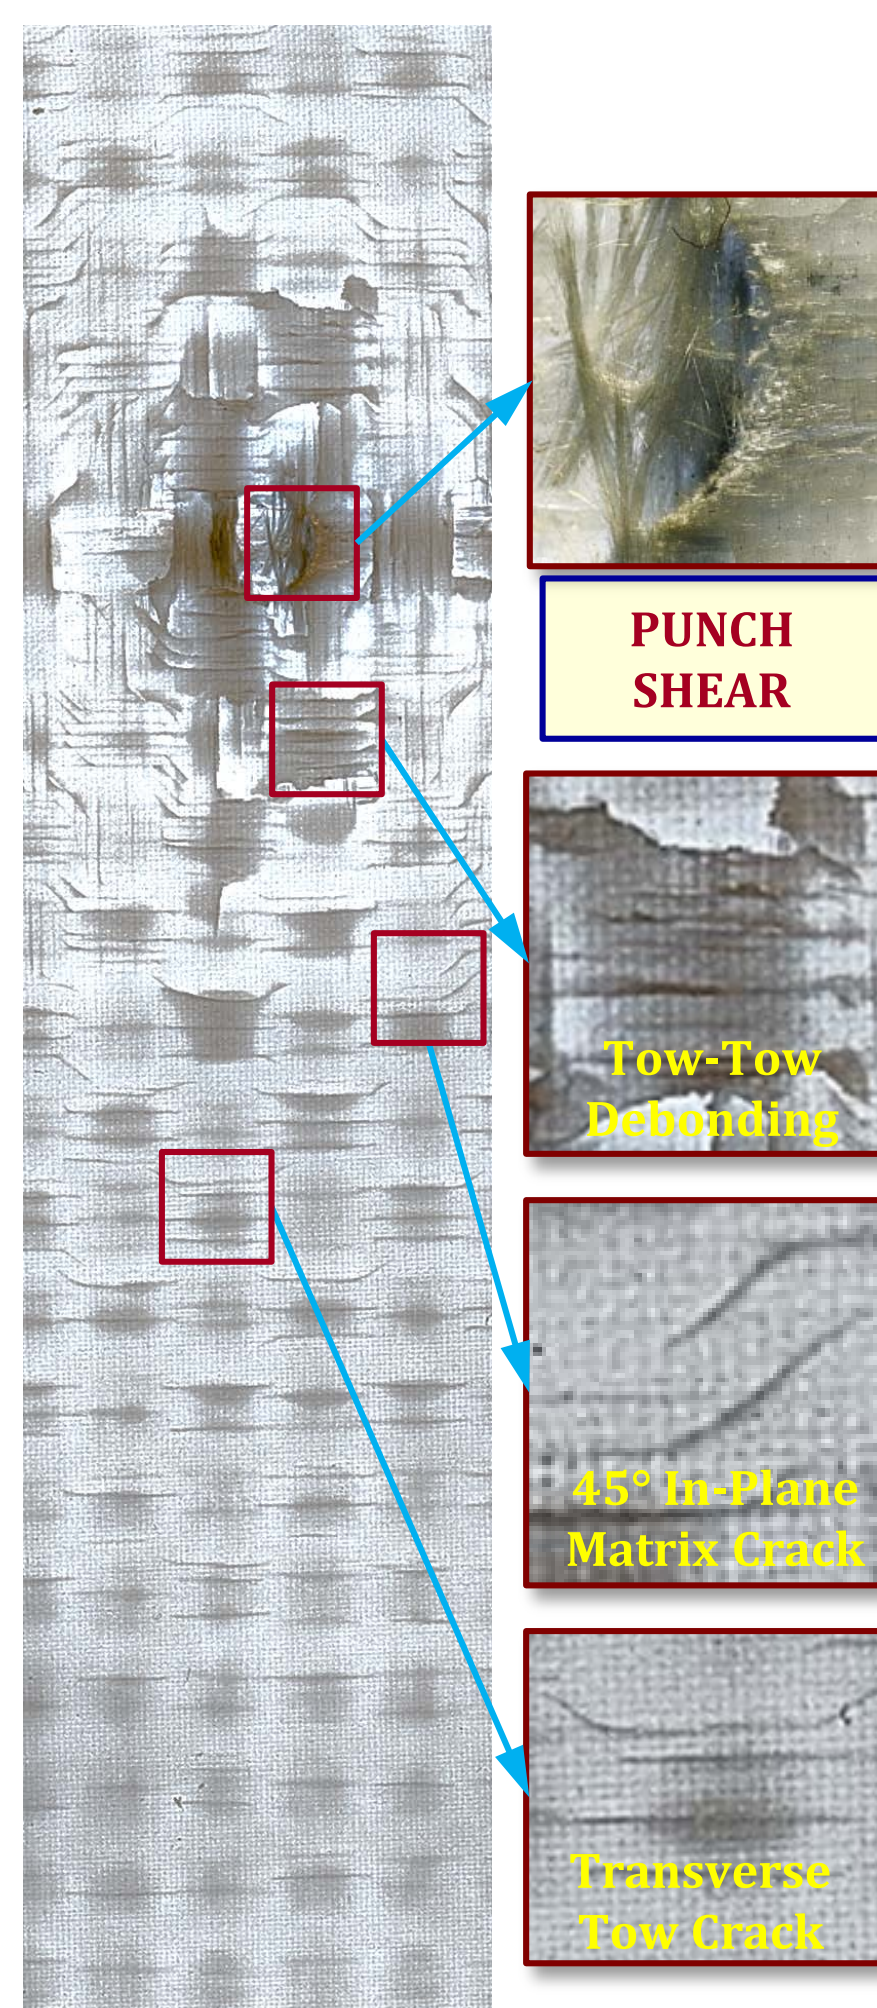 PUNCH
SHEAR
Tow-Tow
Debonding
45° In-Plane
Matrix Crack
Transverse
Tow Crack